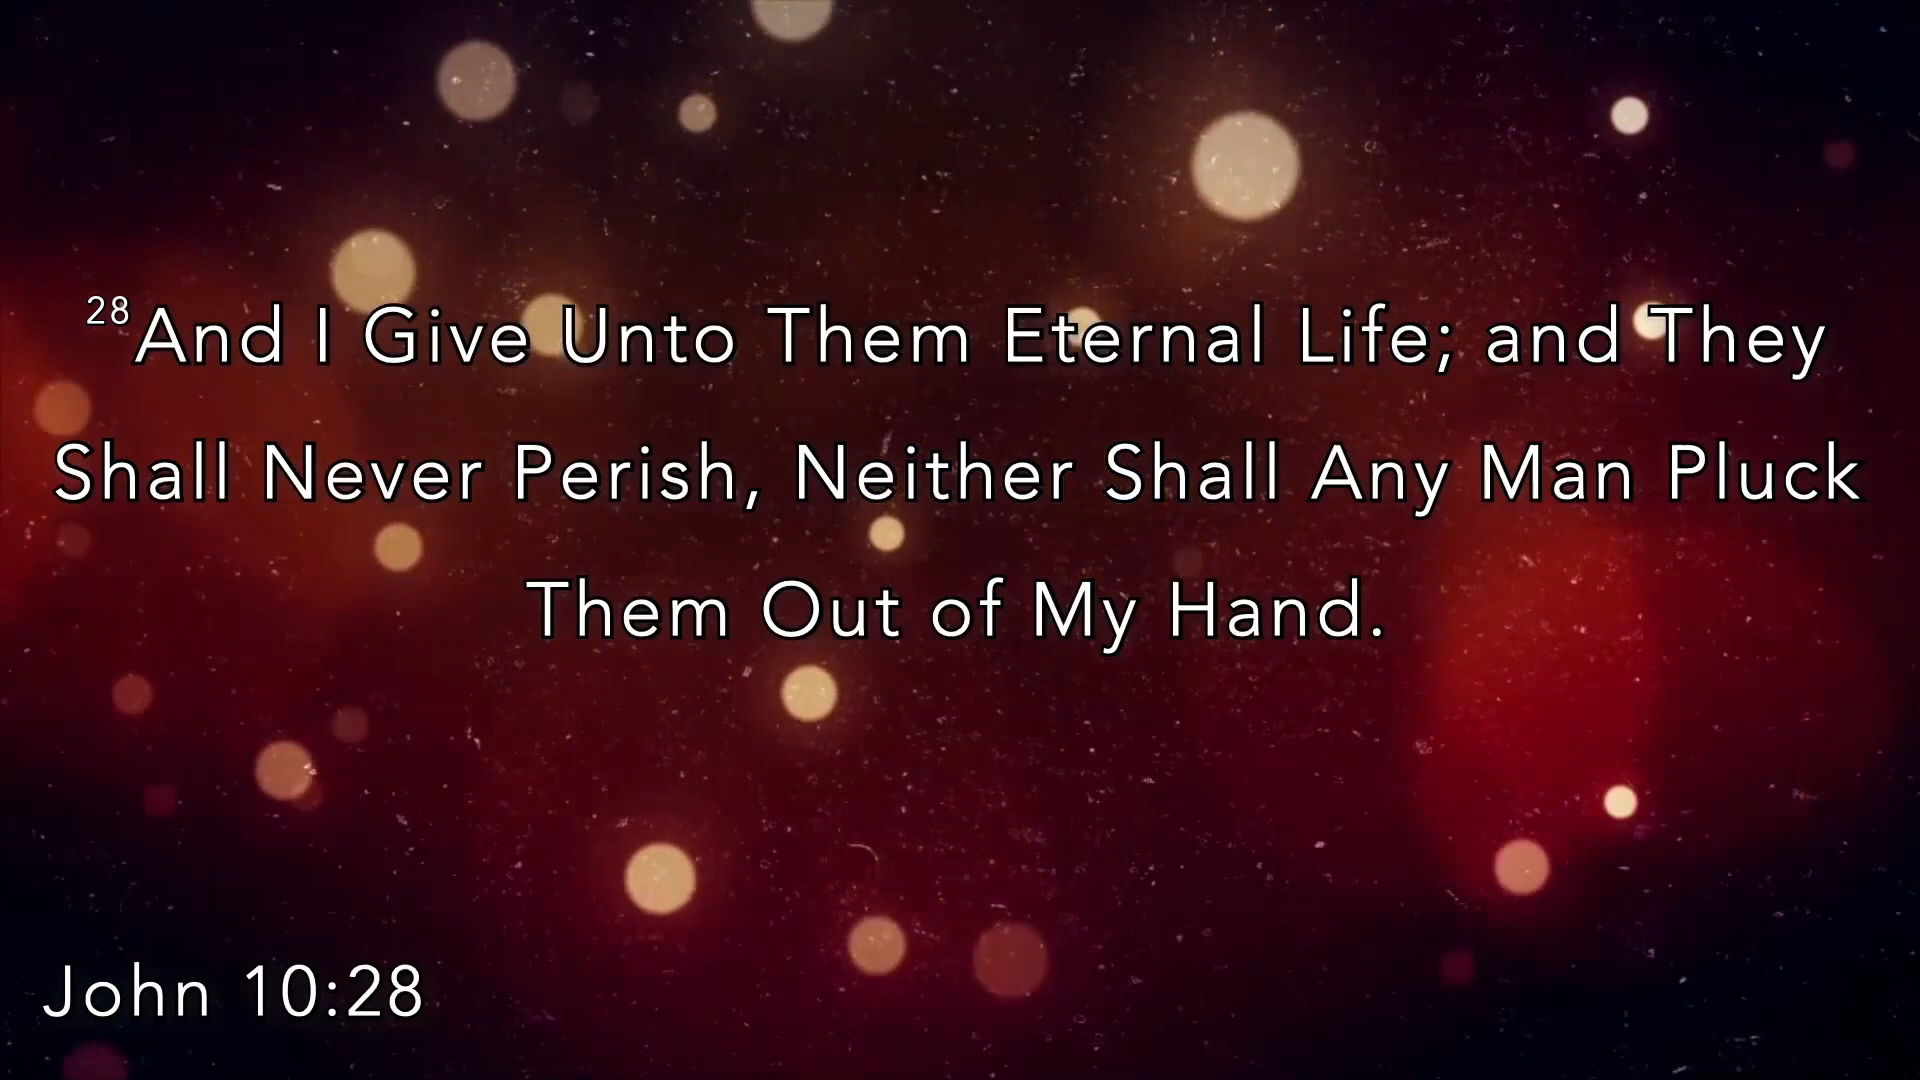 28And I Give Unto Them Eternal Life; and They
Shall Never Perish, Neither Shall Any Man Pluck
Them Out of My Hand.
John 10:28